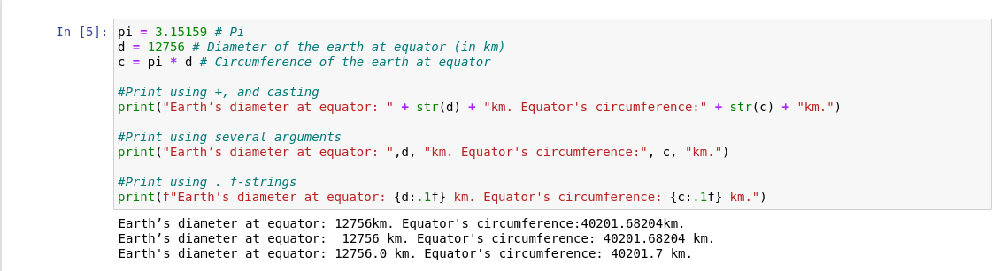 In [5]: pi = 3.15159 # Pi
d = 12756 # Diameter of the earth at equator (in km)
c = pi * d # Circumference of the earth at equator
#Print using +, and casting
print("Earth’s diameter at equator: " + str(d) + "km. Equator's circumference:" + str(c) + "km.")
#Print using several arguments
print("Earth’s diameter at equator: ",d, "km. Equator's circumference:", c, "km.")
#Print using . f-strings
print(f"Earth's diameter at equator: {d:.1f} km. Equator's circumference: {c:.1f} km.")
Earth’s diameter at equator: 12756km. Equator's circumference:40201.68204km.
Earth’s diameter at equator:  12756 km. Equator's circumference: 40201.68204 km.
Earth's diameter at equator: 12756.0 km. Equator's circumference: 40201.7 km.